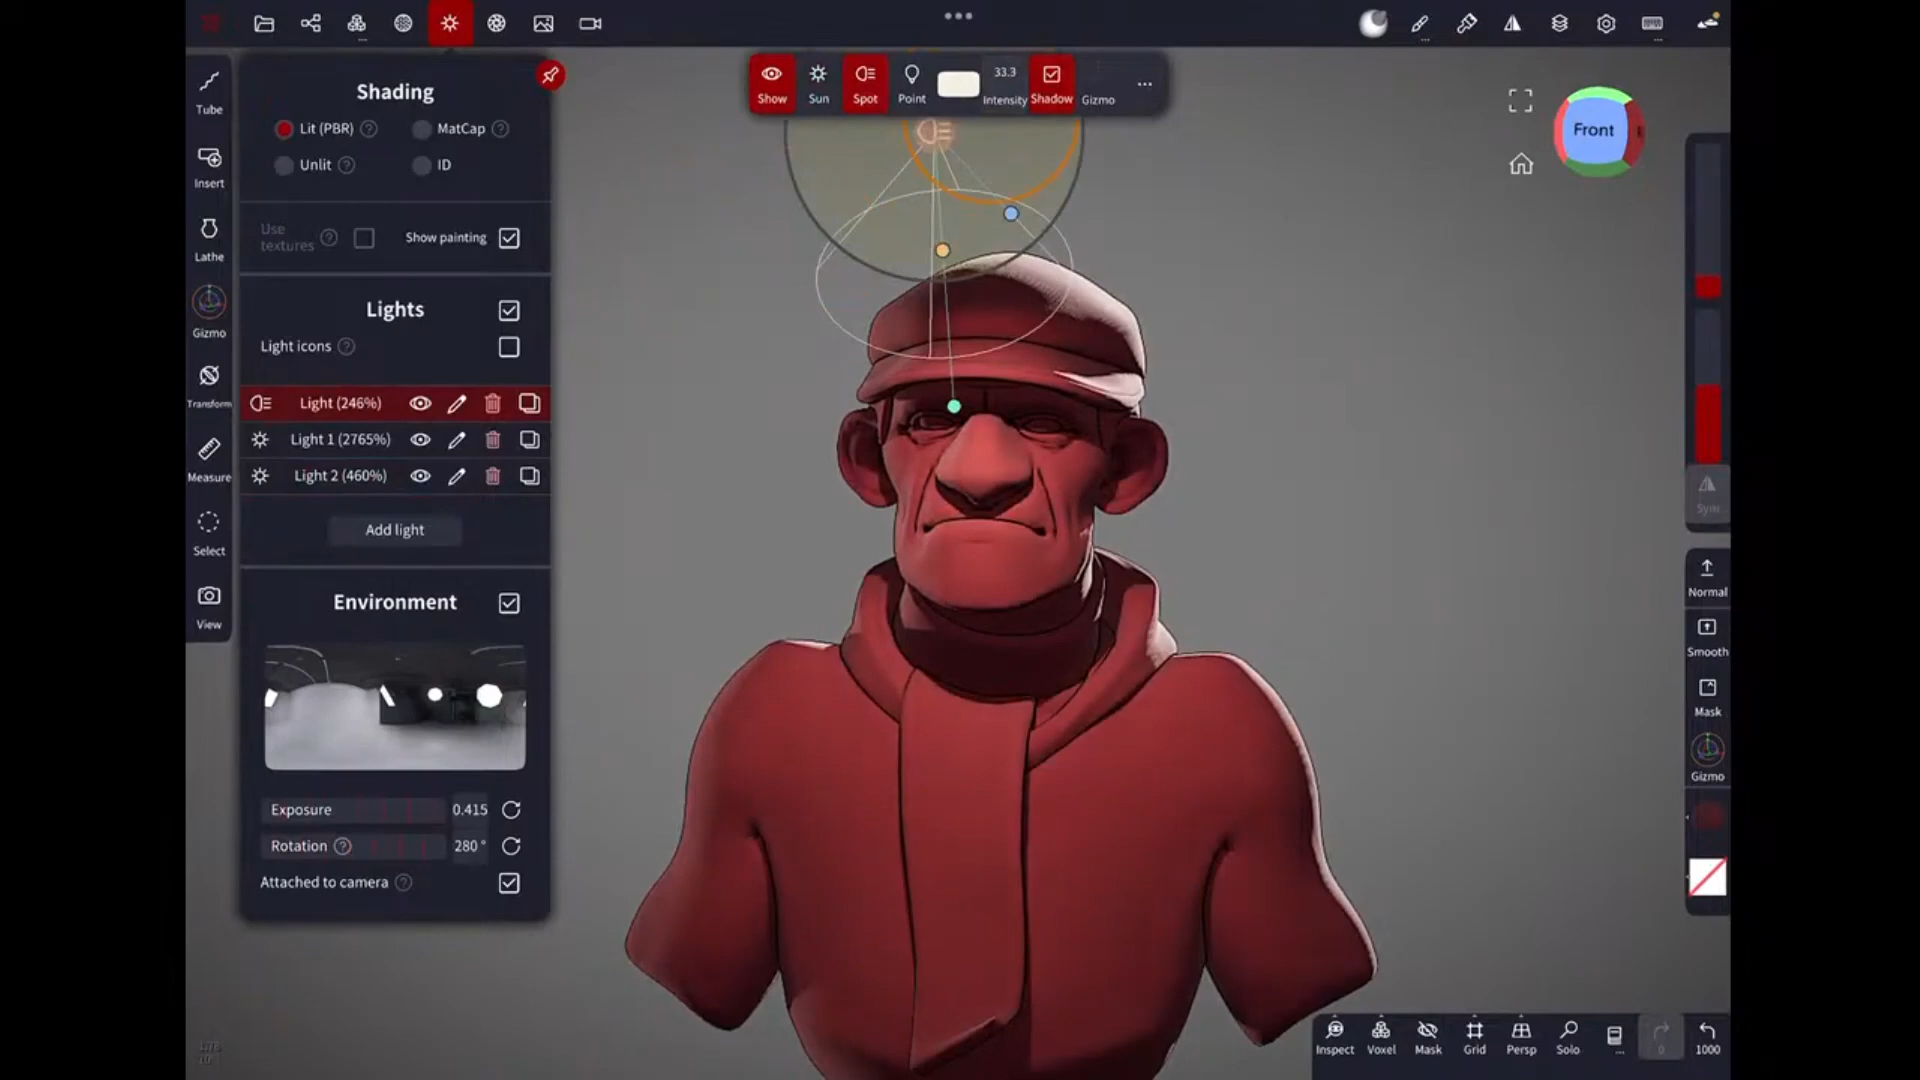 Shading
Lit (PBR) ?
MatCap ?
Unlit ?
ID
Use textures ?
Show painting
Lights
Light icons ?
Light (246%)
Light 1 (2765%)
Light 2 (460%)
Add light
Environment
Exposure 0.415
Rotation ? 280 °
Attached to camera ?
Tube
Insert
Lathe
Gizmo
Transform
Measure
Select
View
Show
Sun
Spot
Point
33.3
Intensity
Shadow
Gizmo
...
Front
Sym
Normal
Smooth
Mask
Gizmo
Inspect
Voxel
Mask
Grid
Persp
Solo
0
1000